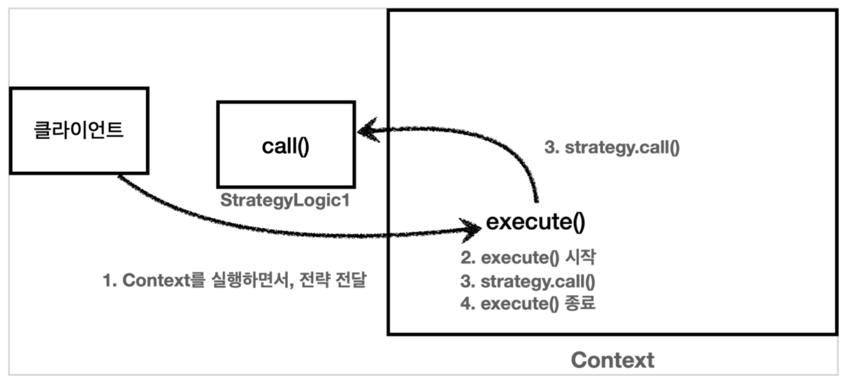 클라이언트
call()
StrategyLogic1
3. strategy.call()
execute()
1. Context를 실행하면서, 전략 전달
2. execute() 시작
3. strategy.call()
4. execute() 종료
Context